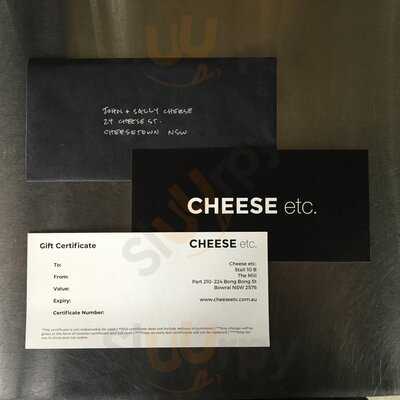 JOHN + SALLY CHEESE
29 CHEESE ST.
CHEESETOWN NSW
CHEESE etc.
Gift Certificate
CHEESE etc.
To:
From:
Value:
Expiry:
Certificate Number:
Cheese etc.
Stall 10 B
The Mill
Part 210-224 Bong Bong St
Bowral NSW 2576
www.cheeseetc.com.au